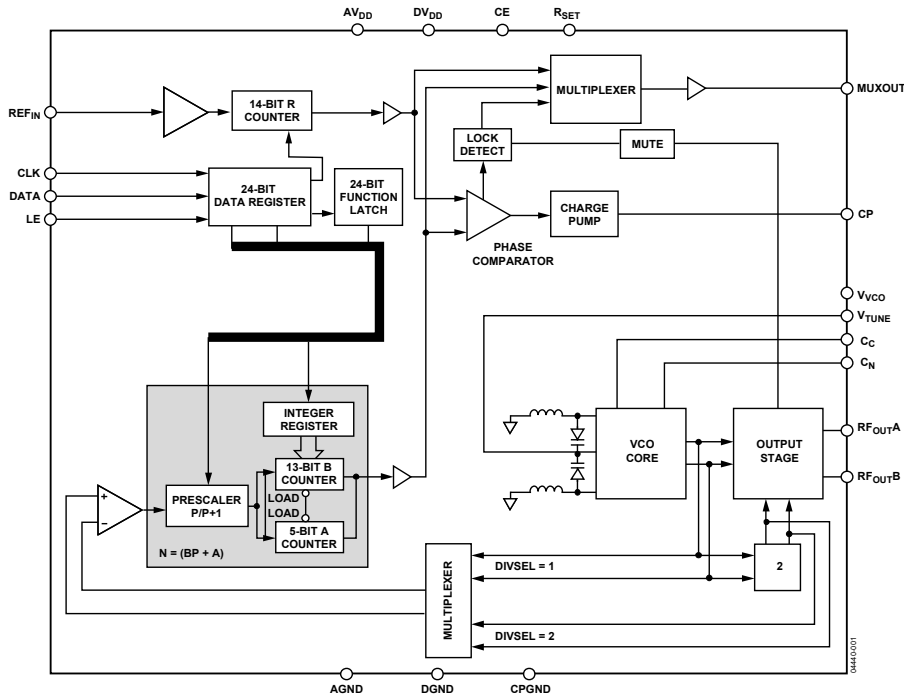 AVDD
DVDD
CE
RSET
REFIN
14-BIT R
COUNTER
MULTIPLEXER
MUXOUT
LOCK
DETECT
MUTE
CLK
DATA
LE
24-BIT
DATA REGISTER
24-BIT
FUNCTION
LATCH
CHARGE
PUMP
CP
PHASE
COMPARATOR
VVCO
VTUNE
CC
CN
INTEGER
REGISTER
VCO
CORE
OUTPUT
STAGE
RFOUTA
RFOUTB
13-BIT B
COUNTER
PRESCALER
P/P+1
LOAD
LOAD
5-BIT A
COUNTER
+
−
N = (BP + A)
MULTIPLEXER
DIVSEL = 1
2
DIVSEL = 2
AGND
DGND
CPGND
04440-001